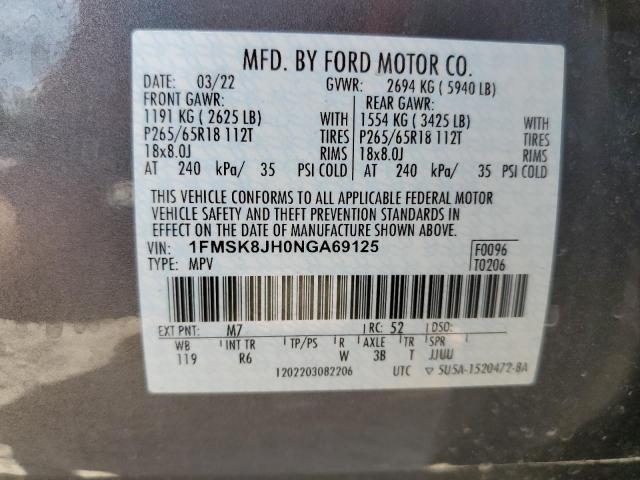 MFD. BY FORD MOTOR CO.
DATE: 03/22 GVWR: 2694 KG ( 5940 LB)
FRONT GAWR: REAR GAWR:
1191 KG ( 2625 LB) WITH 1554 KG ( 3425 LB) WITH
P265/65R18 112T TIRES P265/65R18 112T TIRES
18x8.0J RIMS 18x8.0J RIMS
AT 240 kPa/ 35 PSI COLD AT 240 kPa/ 35 PSI COLD
THIS VEHICLE CONFORMS TO ALL APPLICABLE FEDERAL MOTOR
VEHICLE SAFETY AND THEFT PREVENTION STANDARDS IN
EFFECT ON THE DATE OF MANUFACTURE SHOWN ABOVE.
VIN: 1FMSK8JH0NGA69125 F0096
TYPE: MPV T0206
EXT PNT: M7 RC: 52 DSO:
WB INT TR TP/PS R AXLE TR SPR
119 R6 W 3B T JJUU
1202203082206 UTC ▽ 5U5A-1520472-BA